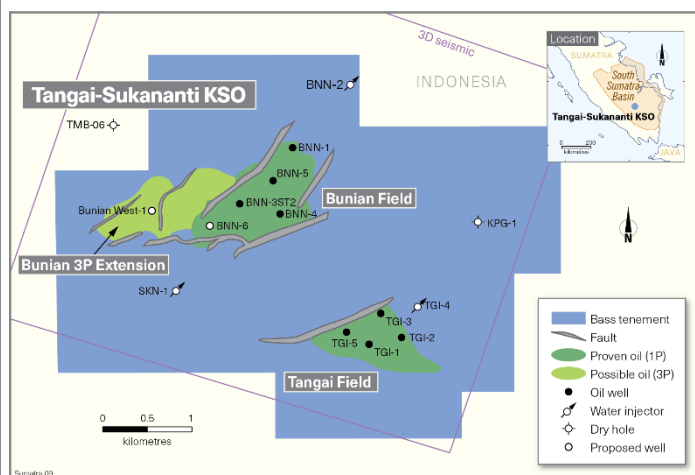 3D seismic
INDONESIA
Tangai-Sukananti KSO
BNN-2
TMB-06
BNN-1
BNN-5
BNN-3ST2
BNN-4
BNN-6
Bunian West-1
Bunian Field
KPG-1
Bunian 3P Extension
SKN-1
TGI-4
TGI-3
TGI-2
TGI-5
TGI-1
Tangai Field
0 0.5 1
kilometres
Sumatra 09
Location
SUMATRA
N
South
Sumatra
Basin
Tangai-Sukananti KSO
0 200
kilometres
JAVA
N
Bass tenement
Fault
Proven oil (1P)
Possible oil (3P)
Oil well
Water injector
Dry hole
Proposed well